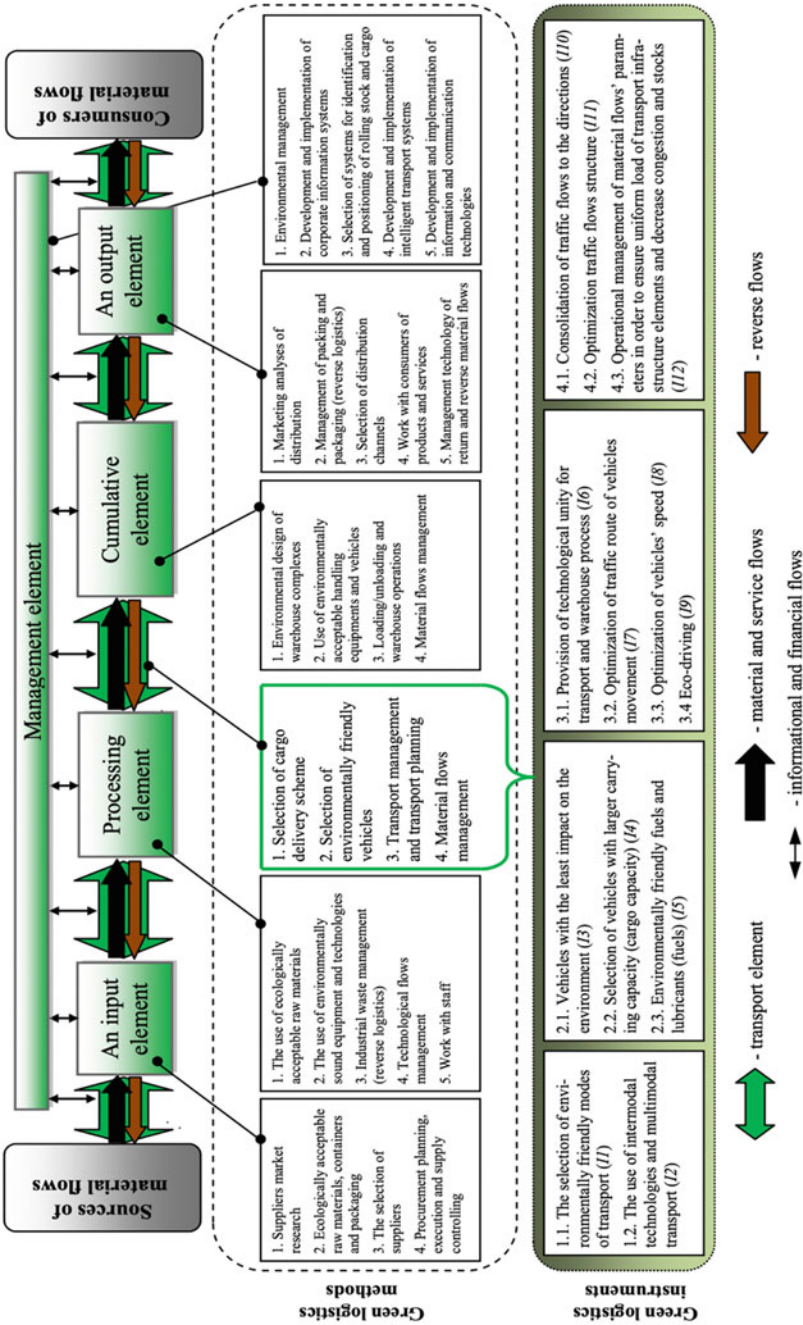 Management element
Sources of
material flows
An input
element
Processing
element
Cumulative
element
An output
element
Consumers of
material flows
Green logistics
methods
1. Suppliers market
research
2. Ecologically acceptable
raw materials, containers
and packaging
3. The selection of
suppliers
4. Procurement planning,
execution and supply
controlling
1. The use of ecologically
acceptable raw materials
2. The use of environmentally
sound equipment and technologies
3. Industrial waste management
(reverse logistics)
4. Technological flows
management
5. Work with staff
1. Selection of cargo
delivery scheme
2. Selection of
environmentally friendly
vehicles
3. Transport management
and transport planning
4. Material flows
management
1. Environmental design of
warehouse complexes
2. Use of environmentally
acceptable handling
equipments and vehicles
3. Loading/unloading and
warehouse operations
4. Material flows management
1. Marketing analyses of
distribution
2. Management of packing and
packaging (reverse logistics)
3. Selection of distribution
channels
4. Work with consumers of
products and services
5. Management technology of
return and reverse material flows
1. Environmental management
2. Development and implementation of
corporate information systems
3. Selection of systems for identification
and positioning of rolling stock and cargo
4. Development and implementation of
intelligent transport systems
5. Development and implementation of
information and communication
technologies
Green logistics
instruments
1.1. The selection of envi-
ronmentally friendly modes
of transport (I1)
1.2. The use of intermodal
technologies and multimodal
transport (I2)
2.1. Vehicles with the least impact on the
environment (I3)
2.2. Selection of vehicles with larger carry-
ing capacity (cargo capacity) (I4)
2.3. Environmentally friendly fuels and
lubricants (fuels) (I5)
3.1. Provision of technological unity for
transport and warehouse process (I6)
3.2. Optimization of traffic route of vehicles
movement (I7)
3.3. Optimization of vehicles' speed (I8)
3.4 Eco-driving (I9)
4.1. Consolidation of traffic flows to the directions (I10)
4.2. Optimization traffic flows structure (I11)
4.3. Operational management of material flows' param-
eters in order to ensure uniform load of transport infra-
structure elements and decrease congestion and stocks
(I12)
- transport element
- material and service flows
- reverse flows
- informational and financial flows